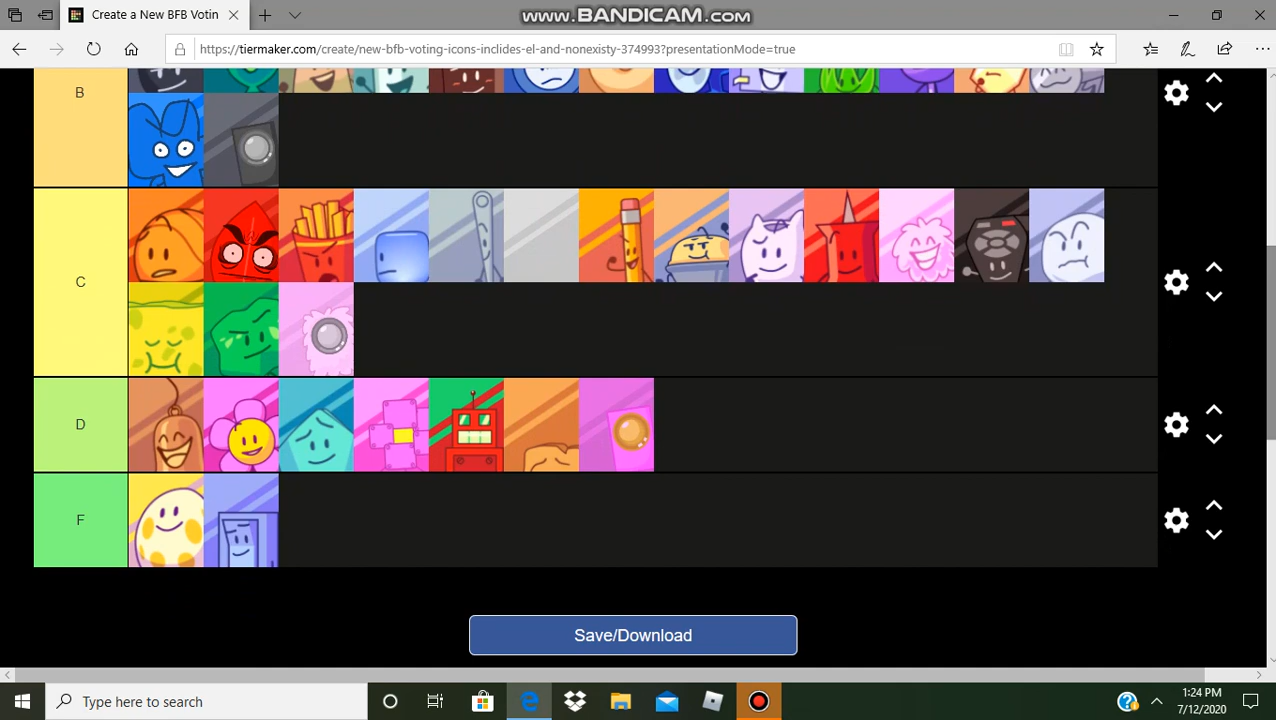 Create a New BFB Votin
www.BANDICAM.com
https://tiermaker.com/create/new-bfb-voting-icons-inclides-el-and-nonexisty-374993?presentationMode=true
B
C
D
F
Save/Download
Type here to search
1:24 PM
7/12/2020